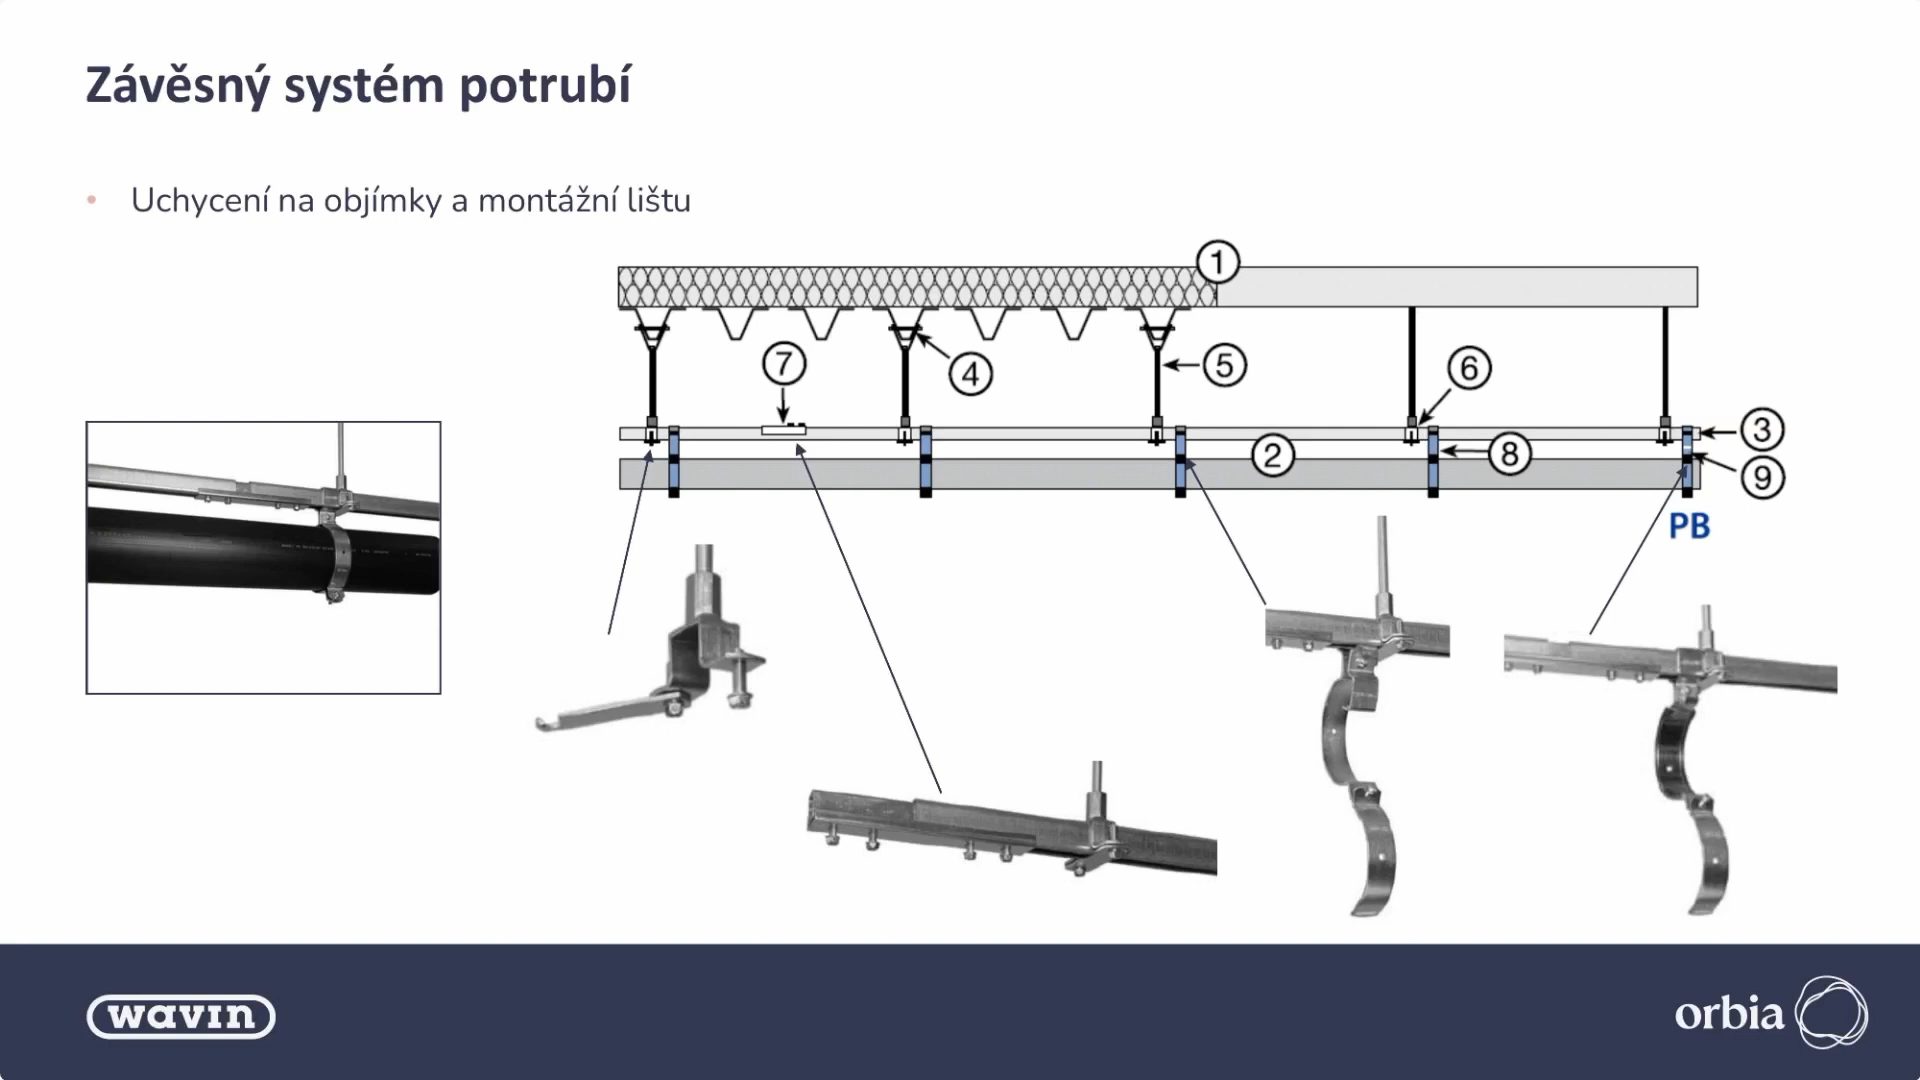 Závěsný systém potrubí
• Uchycení na objímky a montážní lištu
1
7
4
5
6
3
2
8
9
PB
wavin
orbia